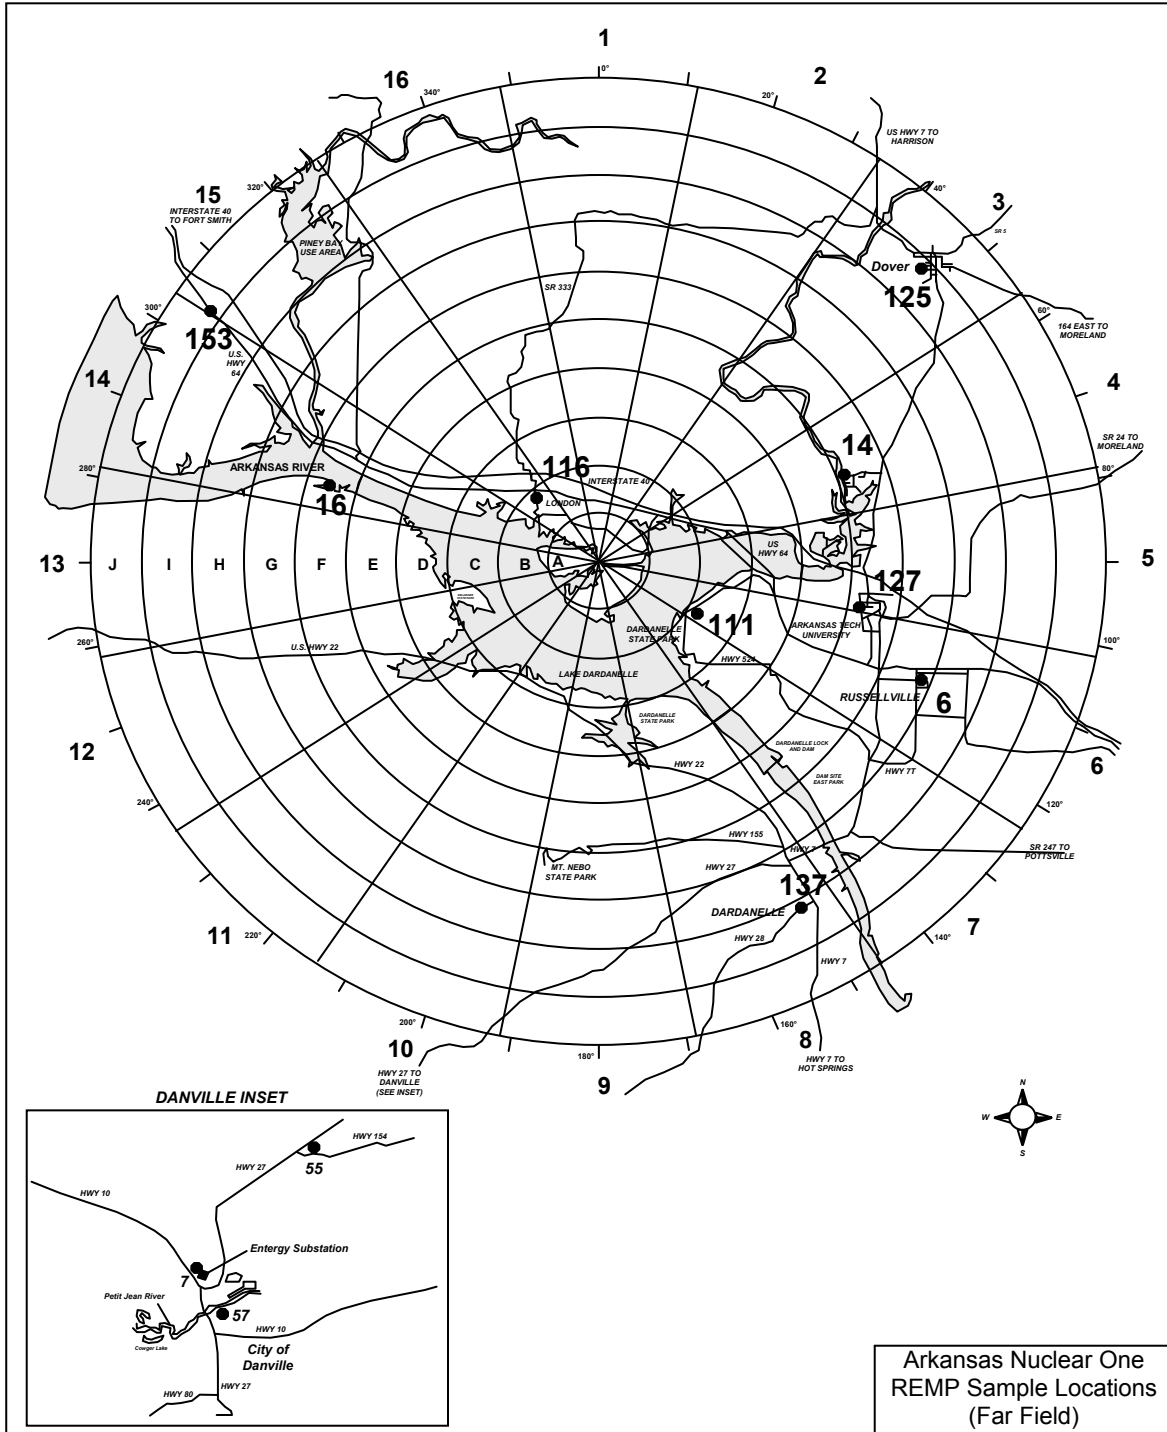 1
0°
16
340°
2
20°
US HWY 7 TO
HARRISON
15
320°
INTERSTATE 40
TO FORT SMITH
40°
3
SR 5
PINEY BAY
USE AREA
Dover
125
SR 333
300°
153
60°
164 EAST TO
MORELAND
U.S.
HWY
64
14
4
SR 24 TO
MORELAND
280°
ARKANSAS RIVER
16
116
LONDON
INTERSTATE 40
14
80°
13
J
I
H
G
F
E
D
C
B
A
US
HWY 64
5
127
111
DARDANELLE
STATE PARK
ARKANSAS TECH
UNIVERSITY
100°
260°
U.S. HWY 22
HWY 524
LAKE DARDANELLE
RUSSELLVILLE
6
DARDANELLE
STATE PARK
12
DARDANELLE LOCK
AND DAM
HWY 22
HWY 7T
DAM SITE
EAST PARK
6
240°
120°
HWY 155
HWY 7
SR 247 TO
POTTSVILLE
MT. NEBO
STATE PARK
HWY 27
137
DARDANELLE
11
220°
HWY 28
HWY 7
7
140°
200°
10
180°
160°
8
HWY 27 TO
DANVILLE
(SEE INSET)
9
HWY 7 TO
HOT SPRINGS
N
W
E
S
DANVILLE INSET
HWY 154
55
HWY 27
HWY 10
Entergy Substation
7
Petit Jean River
57
HWY 10
Cowger Lake
City of
Danville
HWY 80
HWY 27
Arkansas Nuclear One
REMP Sample Locations
(Far Field)